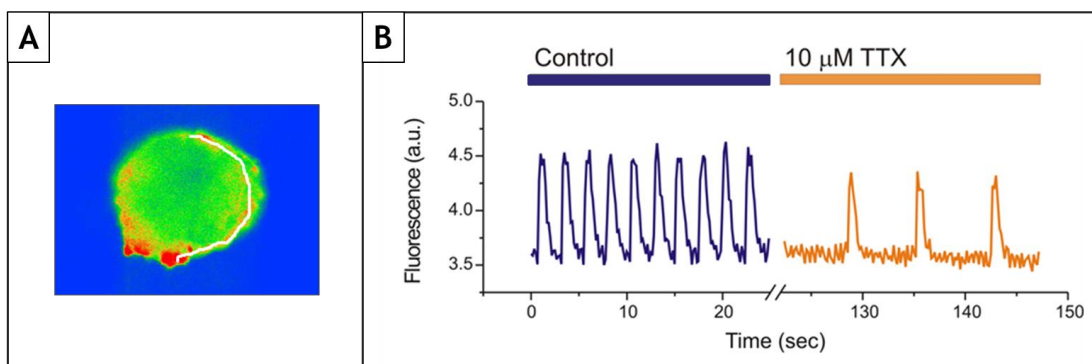 A
B
Control
10 μM TTX
Fluorescence (a.u.)
5.0
4.5
4.0
3.5
0
10
20
130
140
150
Time (sec)